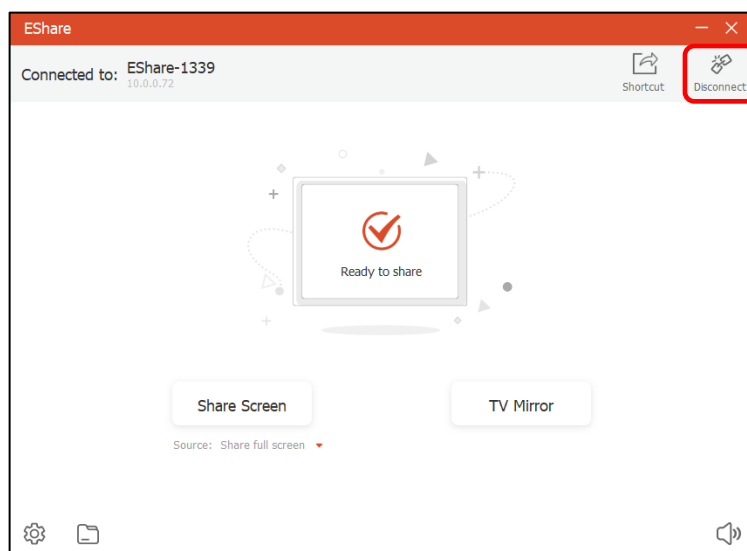 EShare
Connected to: EShare-1339
10.0.0.72
Shortcut
Disconnect
Ready to share
Share Screen
TV Mirror
Source: Share full screen